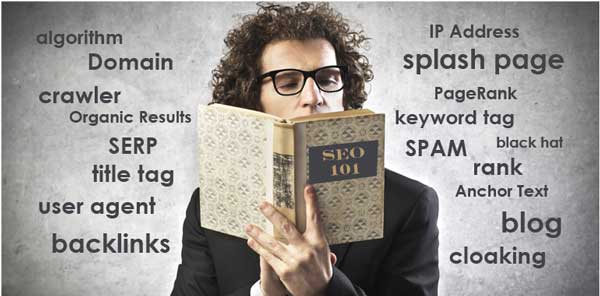 algorithm
Domain
crawler
Organic Results
SERP
title tag
user agent
backlinks
SEO
101
IP Address
splash page
PageRank
keyword tag
SPAM
black hat
rank
Anchor Text
blog
cloaking